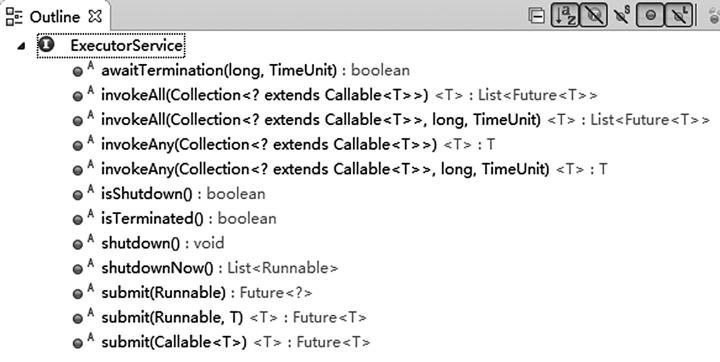 Outline
ExecutorService
A awaitTermination(long, TimeUnit) : boolean
A invokeAll(Collection<? extends Callable<T>>) <T> : List<Future<T>>
A invokeAll(Collection<? extends Callable<T>>, long, TimeUnit) <T> : List<Future<T>>
A invokeAny(Collection<? extends Callable<T>>) <T> : T
A invokeAny(Collection<? extends Callable<T>>, long, TimeUnit) <T> : T
A isShutdown() : boolean
A isTerminated() : boolean
A shutdown() : void
A shutdownNow() : List<Runnable>
A submit(Runnable) : Future<?>
A submit(Runnable, T) <T> : Future<T>
A submit(Callable<T>) <T> : Future<T>